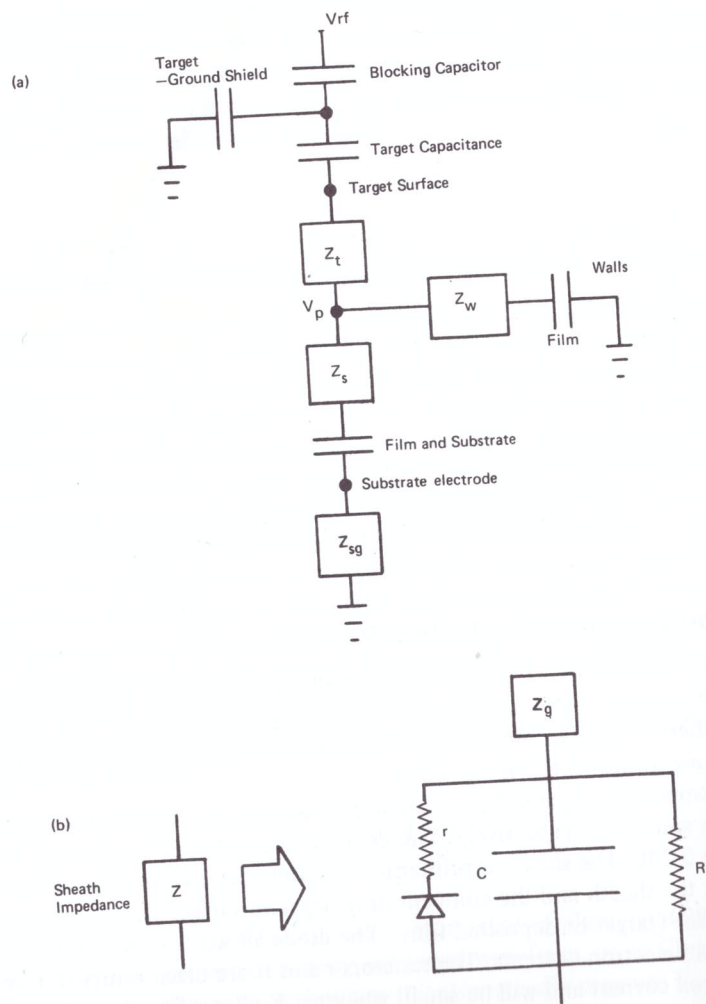 (a)
Vrf
Target
–Ground Shield
Blocking Capacitor
Target Capacitance
Target Surface
Zt
Vp
Zw
Walls
Film
Zs
Film and Substrate
Substrate electrode
Zsg
Zg
(b)
Sheath
Impedance
Z
r
C
R